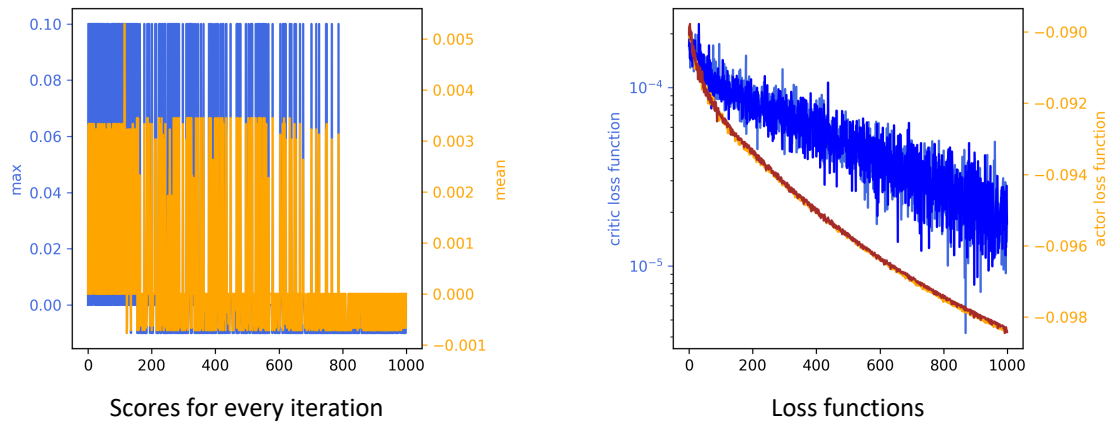 0.10
0.08
0.06
0.04
0.02
0.00
max
0.005
0.004
0.003
0.002
0.001
0.000
−0.001
mean
0 200 400 600 800 1000
Scores for every iteration
10−4
10−5
critic loss function
−0.090
−0.092
−0.094
−0.096
−0.098
actor loss function
0 200 400 600 800 1000
Loss functions